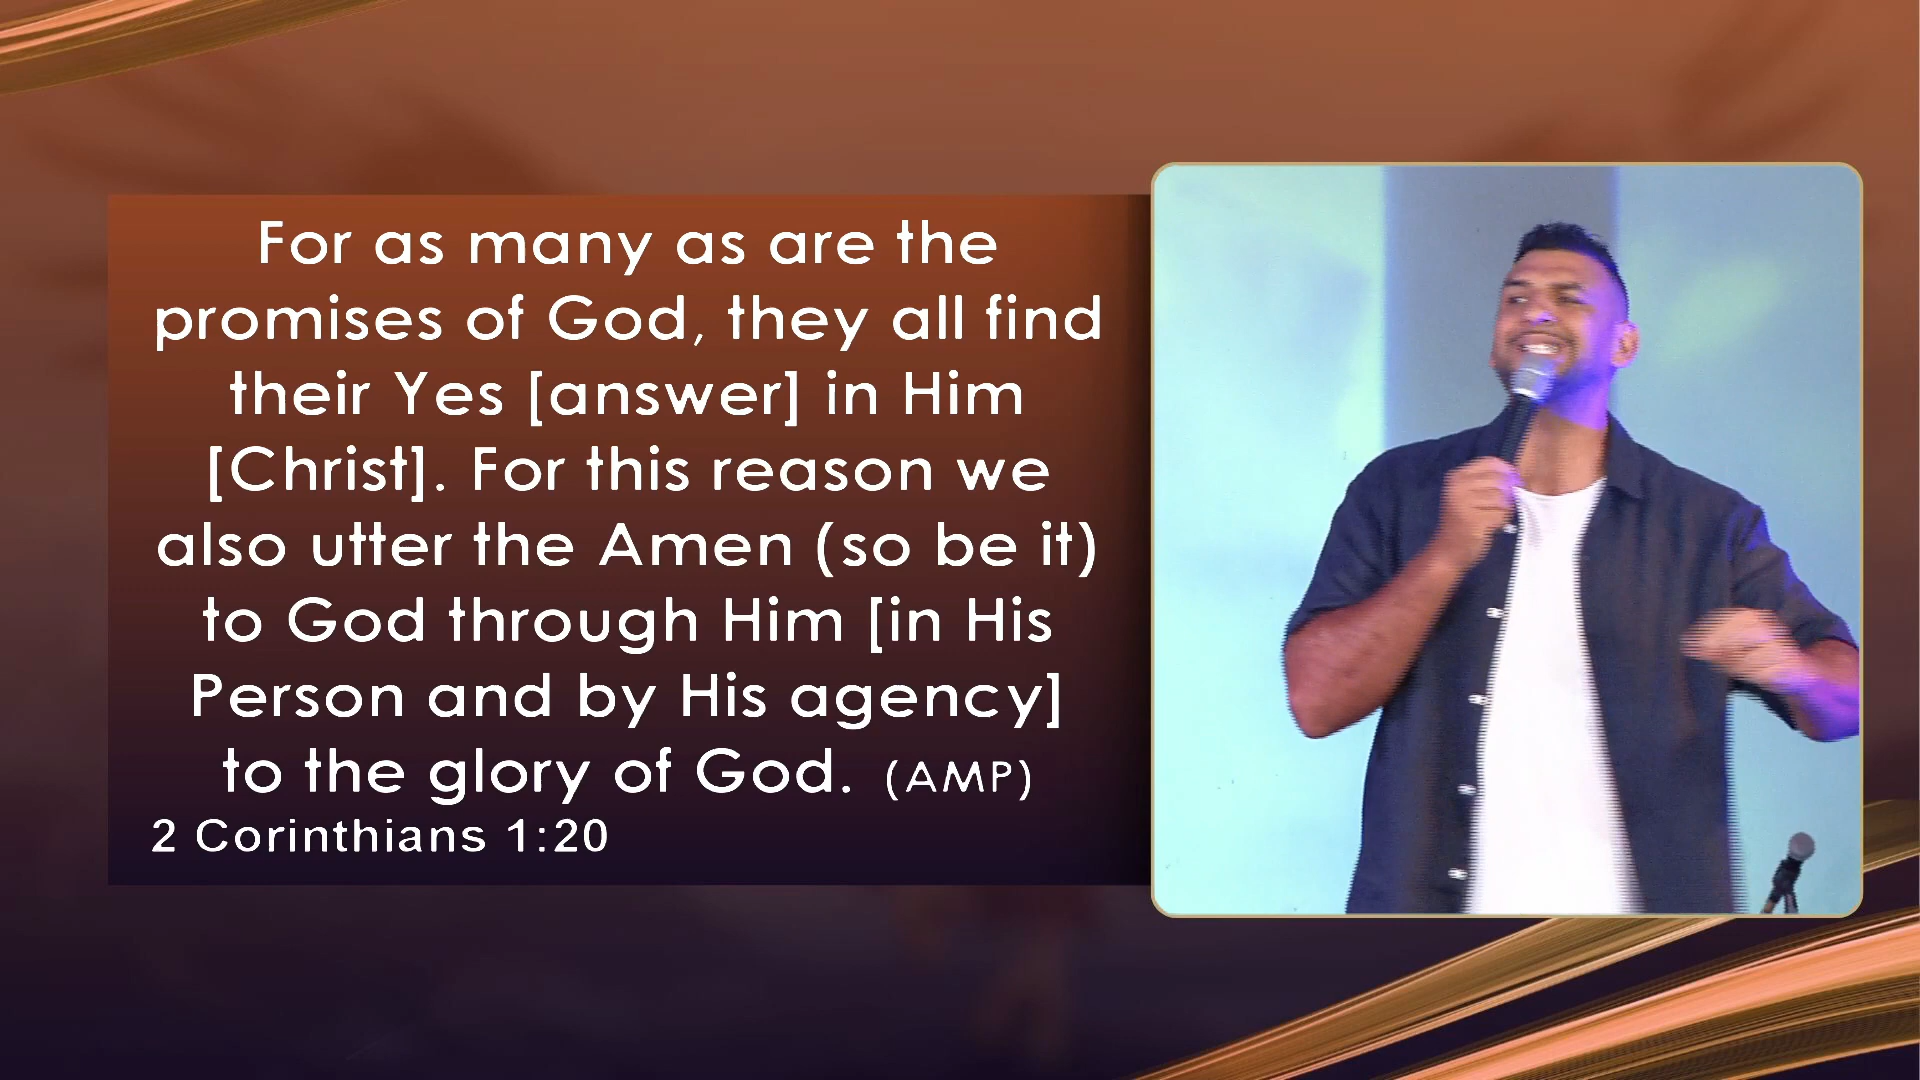 For as many as are the
promises of God, they all find
their Yes [answer] in Him
[Christ]. For this reason we
also utter the Amen (so be it)
to God through Him [in His
Person and by His agency]
to the glory of God. (AMP)
2 Corinthians 1:20